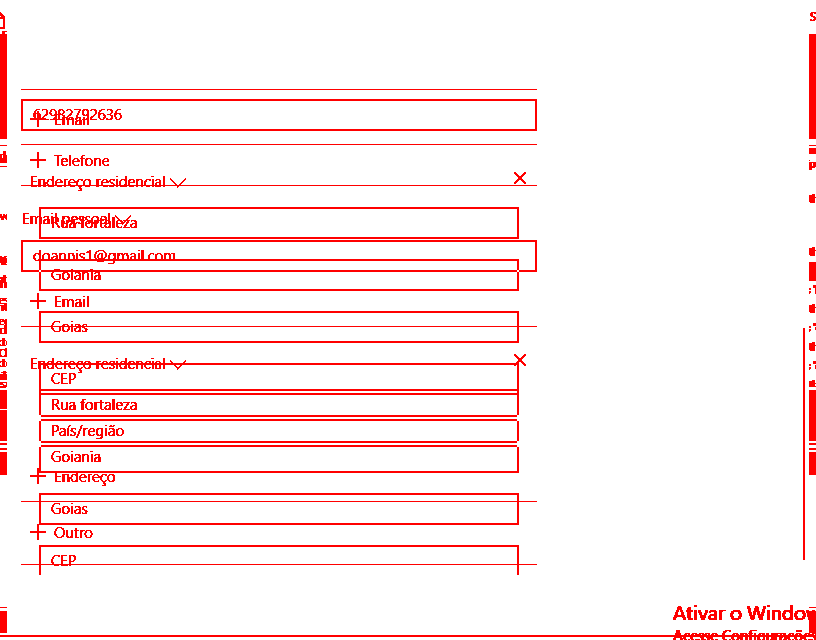 62982792636
Email
Telefone
Endereço residencial
Email pessoal
Rua fortaleza
doannis1@gmail.com
Goiania
Email
Goias
Endereço residencial
CEP
Rua fortaleza
País/região
Goiania
Endereço
Goias
Outro
CEP
Ativar o Window
Acesse Configurações